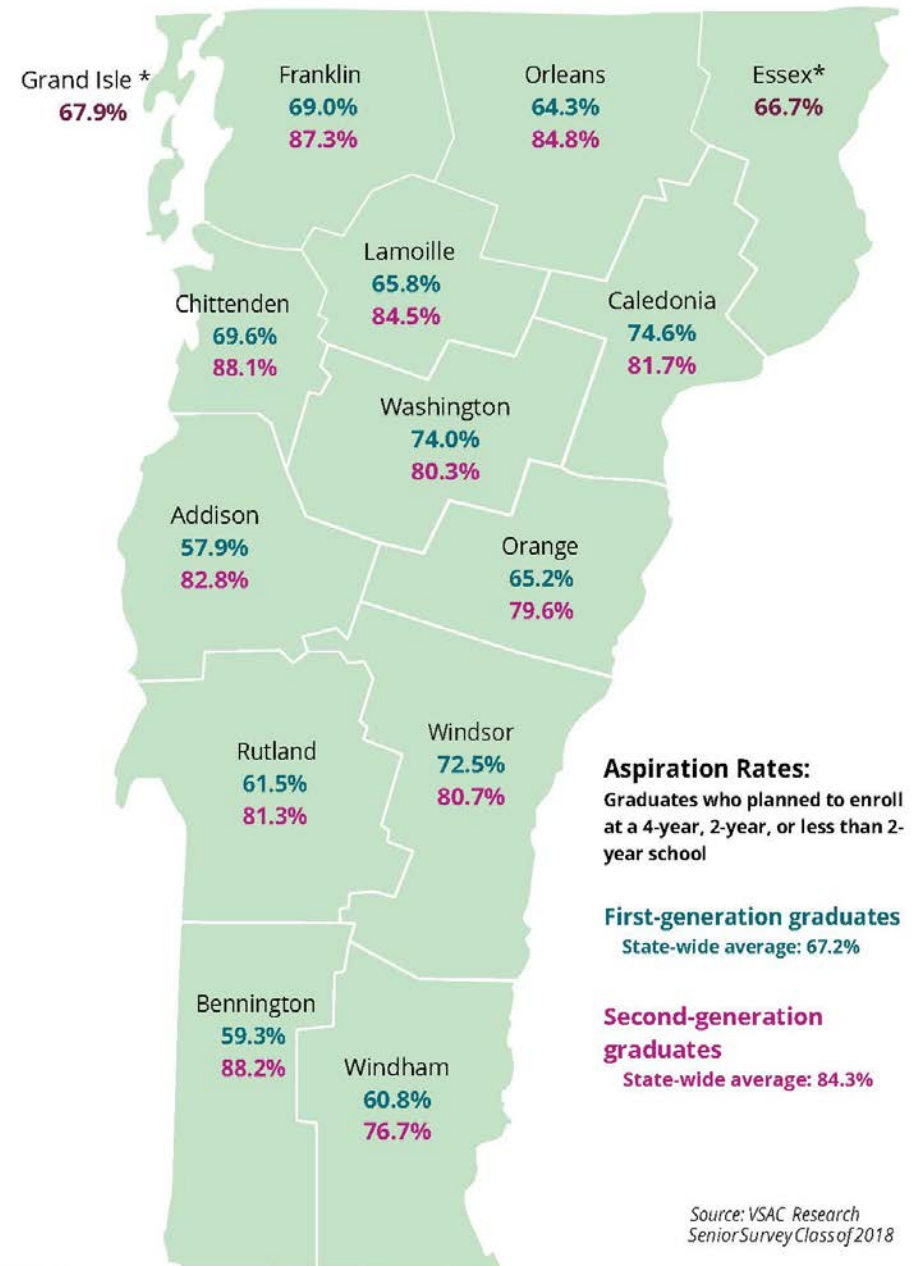 Grand Isle *
67.9%
Franklin
69.0%
87.3%
Orleans
64.3%
84.8%
Essex*
66.7%
Lamoille
65.8%
84.5%
Chittenden
69.6%
88.1%
Caledonia
74.6%
81.7%
Washington
74.0%
80.3%
Addison
57.9%
82.8%
Orange
65.2%
79.6%
Rutland
61.5%
81.3%
Windsor
72.5%
80.7%
Bennington
59.3%
88.2%
Windham
60.8%
76.7%
Aspiration Rates:
Graduates who planned to enroll
at a 4-year, 2-year, or less than 2-
year school
First-generation graduates
State-wide average: 67.2%
Second-generation
graduates
State-wide average: 84.3%
Source: VSAC Research
Senior Survey Class of 2018